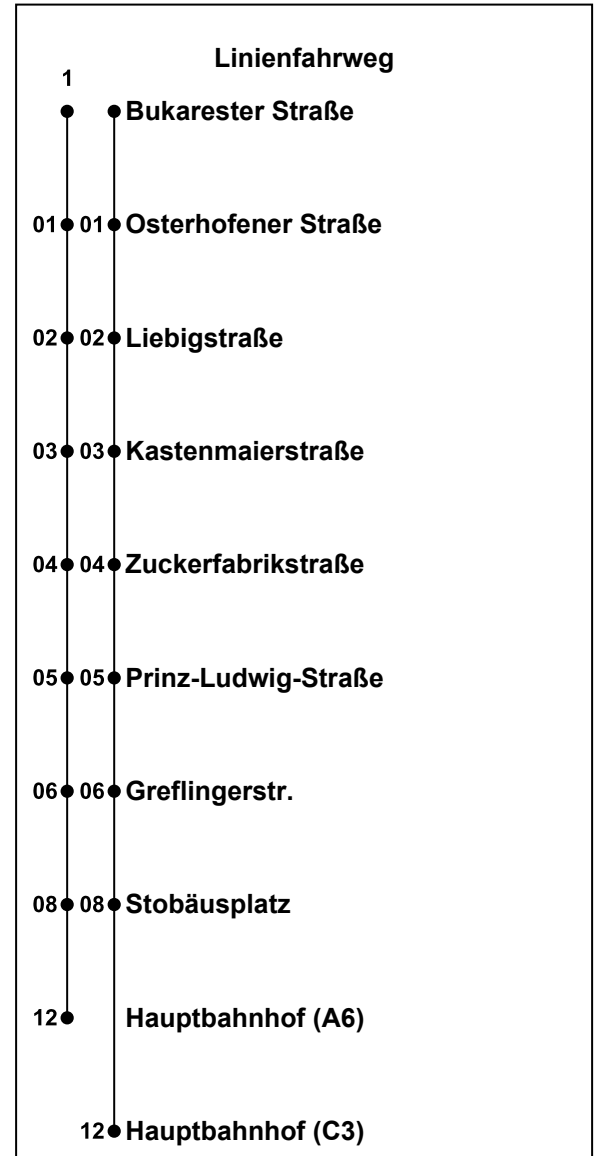 Linienfahrweg
1
Bukarester Straße
01 01 Osterhofener Straße
02 02 Liebigstraße
03 03 Kastenmaierstraße
04 04 Zuckerfabrikstraße
05 05 Prinz-Ludwig-Straße
06 06 Greflingerstr.
08 08 Stobäusplatz
12 Hauptbahnhof (A6)
12 Hauptbahnhof (C3)